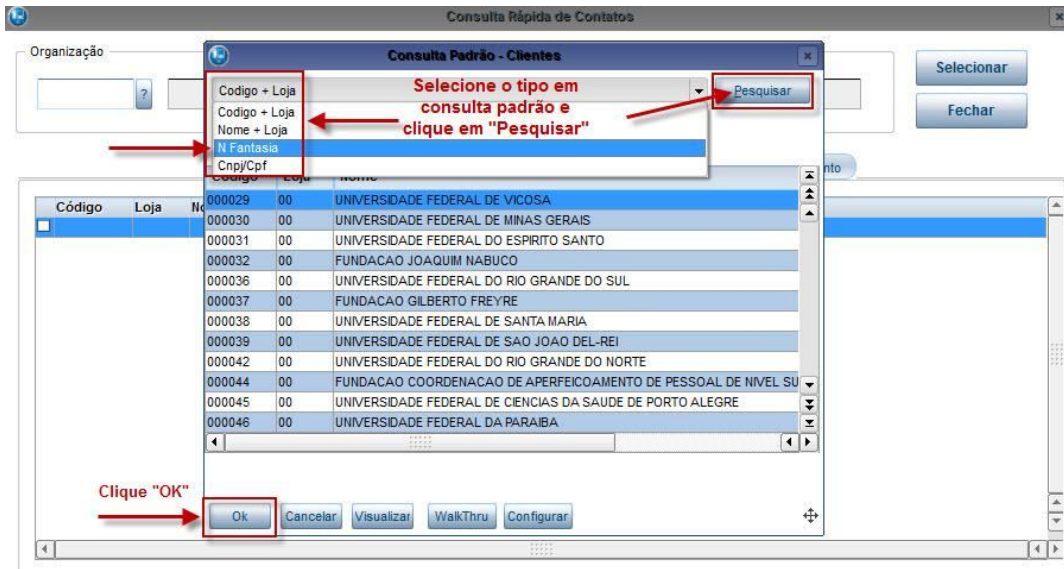 Consulta Rápida de Contatos
Organização
?
Selecionar
Fechar
Consulta Padrão - Clientes
Codigo + Loja
Pesquisar
Selecione o tipo em
consulta padrão e
clique em "Pesquisar"
Codigo + Loja
Nome + Loja
N Fantasia
Cnpj/Cpf
nto
Codigo Loja Nome
Código Loja No
000029 00 UNIVERSIDADE FEDERAL DE VICOSA
000030 00 UNIVERSIDADE FEDERAL DE MINAS GERAIS
000031 00 UNIVERSIDADE FEDERAL DO ESPIRITO SANTO
000032 00 FUNDACAO JOAQUIM NABUCO
000036 00 UNIVERSIDADE FEDERAL DO RIO GRANDE DO SUL
000037 00 FUNDACAO GILBERTO FREYRE
000038 00 UNIVERSIDADE FEDERAL DE SANTA MARIA
000039 00 UNIVERSIDADE FEDERAL DE SAO JOAO DEL-REI
000042 00 UNIVERSIDADE FEDERAL DO RIO GRANDE DO NORTE
000044 00 FUNDACAO COORDENACAO DE APERFEICOAMENTO DE PESSOAL DE NIVEL SU
000045 00 UNIVERSIDADE FEDERAL DE CIENCIAS DA SAUDE DE PORTO ALEGRE
000046 00 UNIVERSIDADE FEDERAL DA PARAIBA
Clique "OK"
Ok Cancelar Visualizar WalkThru Configurar